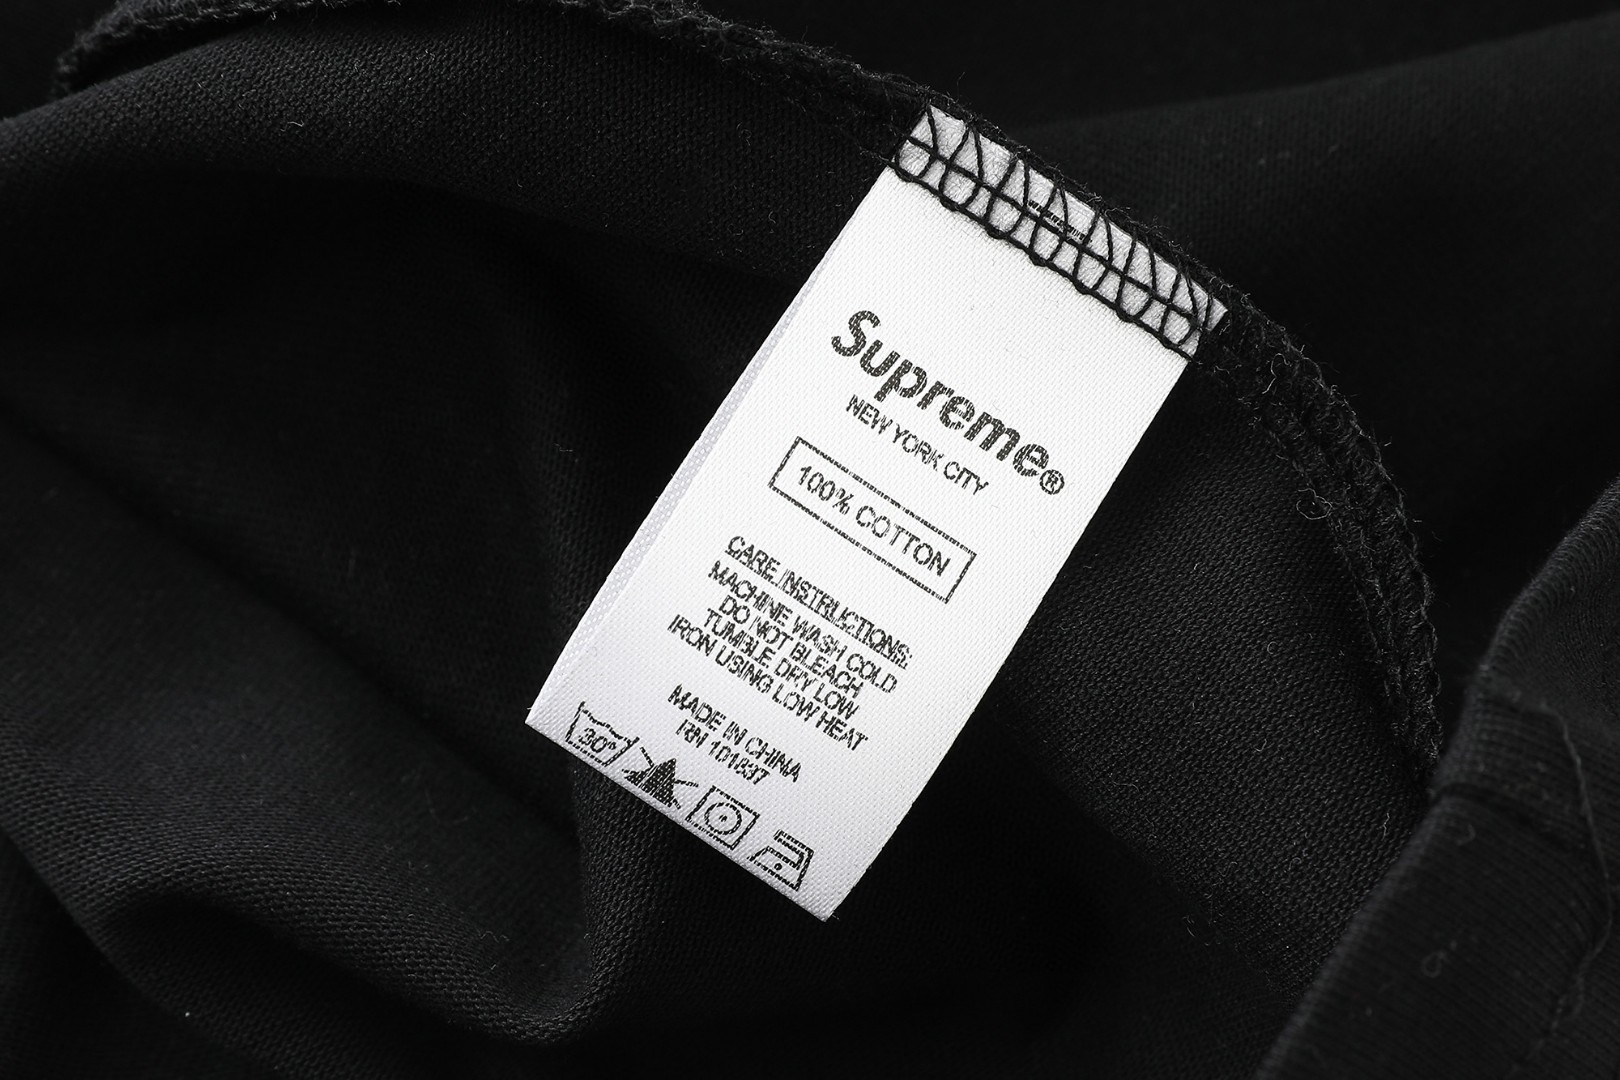 Supreme®
NEW YORK CITY
100% COTTON
CARE INSTRUCTIONS:
MACHINE WASH COLD
DO NOT BLEACH
TUMBLE DRY LOW
IRON USING LOW HEAT
MADE IN CHINA
RN 101837
30°